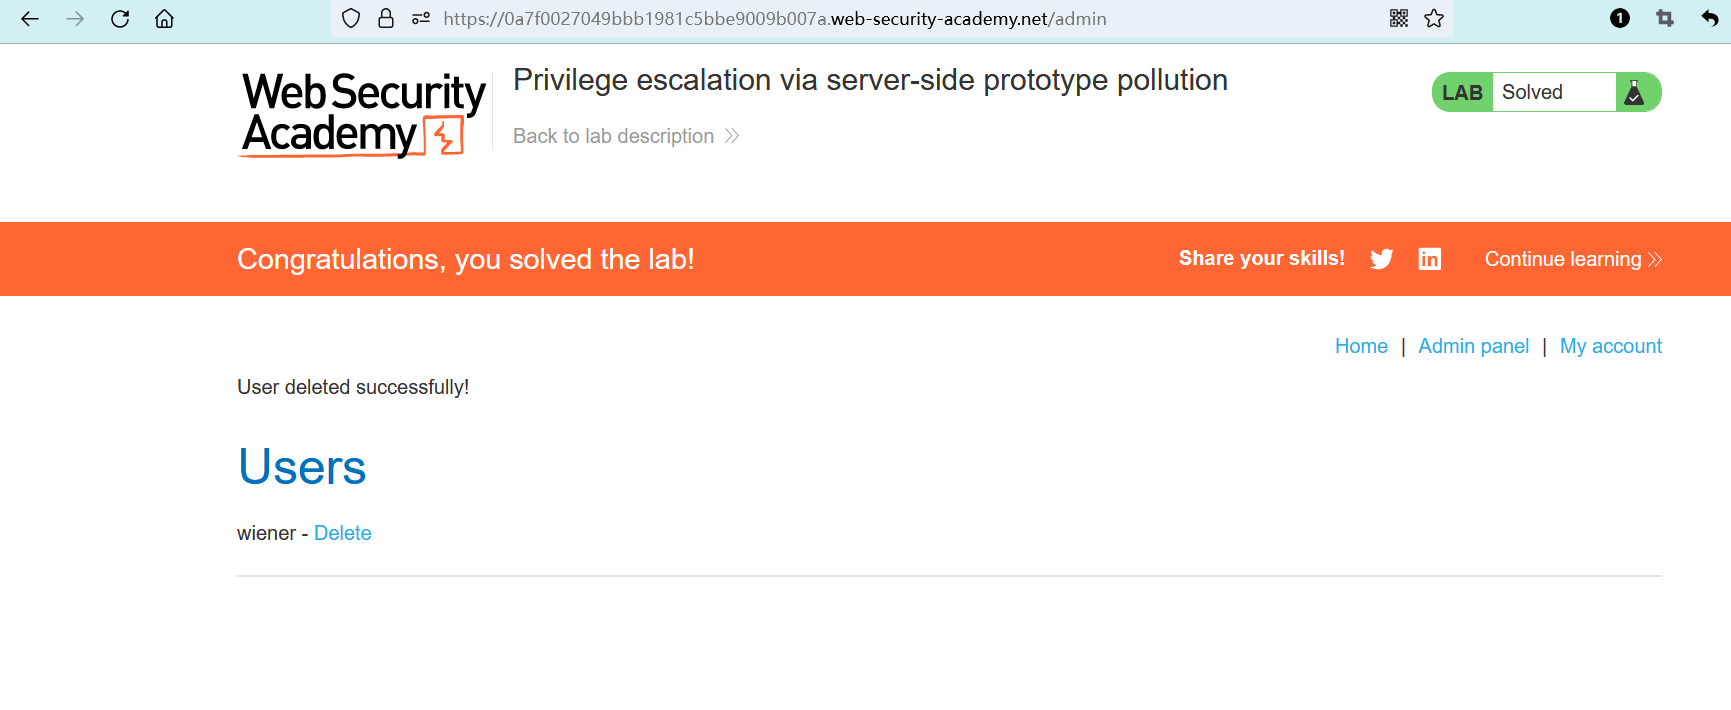 https://0a7f0027049bbb1981c5bbe9009b007a.web-security-academy.net/admin
1
Web Security
Academy
Privilege escalation via server-side prototype pollution
Back to lab description
LAB Solved
Congratulations, you solved the lab!
Share your skills!
Continue learning
Home | Admin panel | My account
User deleted successfully!
Users
wiener - Delete